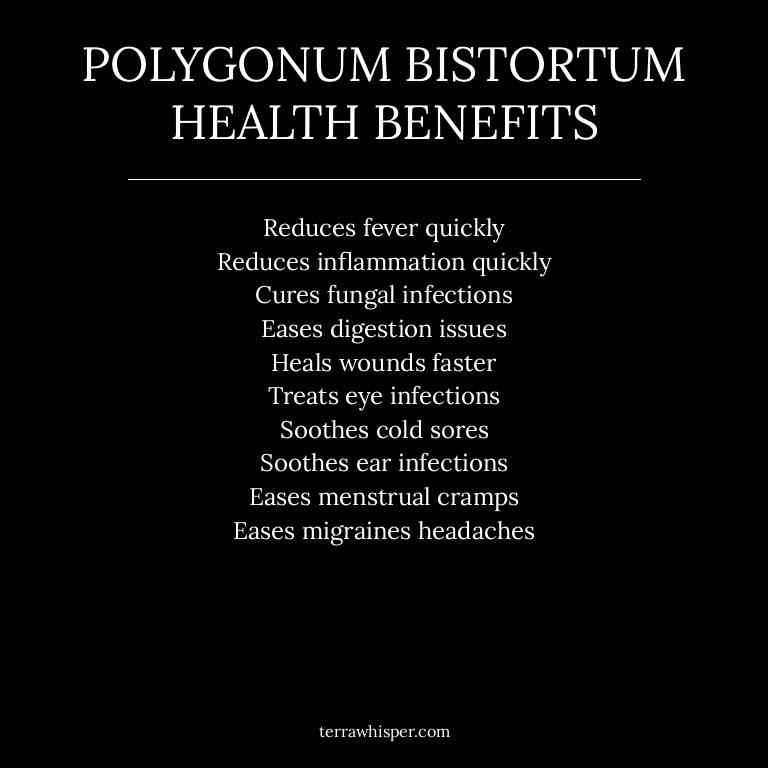 POLYGONUM BISTORTUM
HEALTH BENEFITS
Reduces fever quickly
Reduces inflammation quickly
Cures fungal infections
Eases digestion issues
Heals wounds faster
Treats eye infections
Soothes cold sores
Soothes ear infections
Eases menstrual cramps
Eases migraines headaches
terrawhisper.com